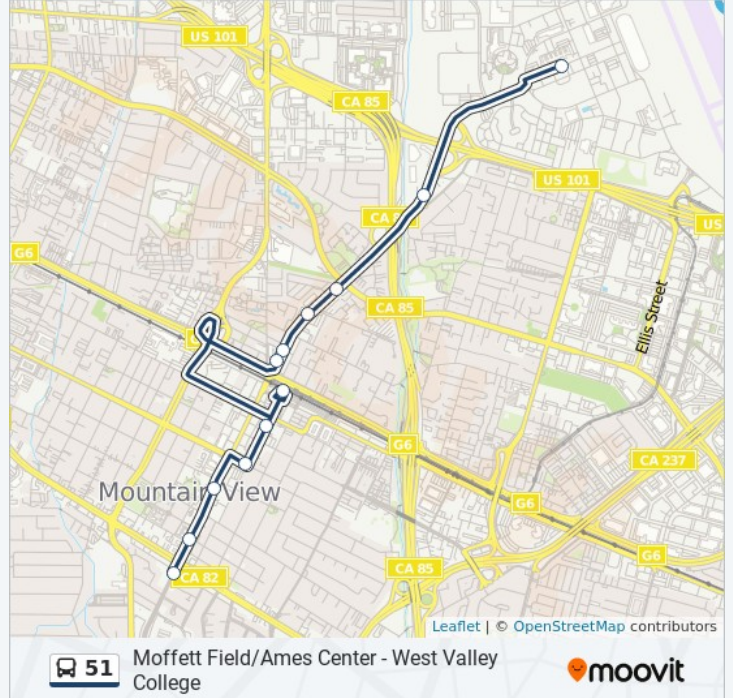 US 101
CA 85
US 101
CA 8
US
G6
CA 85
Ellis Street
G6
CA 237
Mountain View
G6
G6
CA 85
CA 82
Leaflet | © OpenStreetMap contributors
51
Moffett Field/Ames Center - West Valley
College
moovit